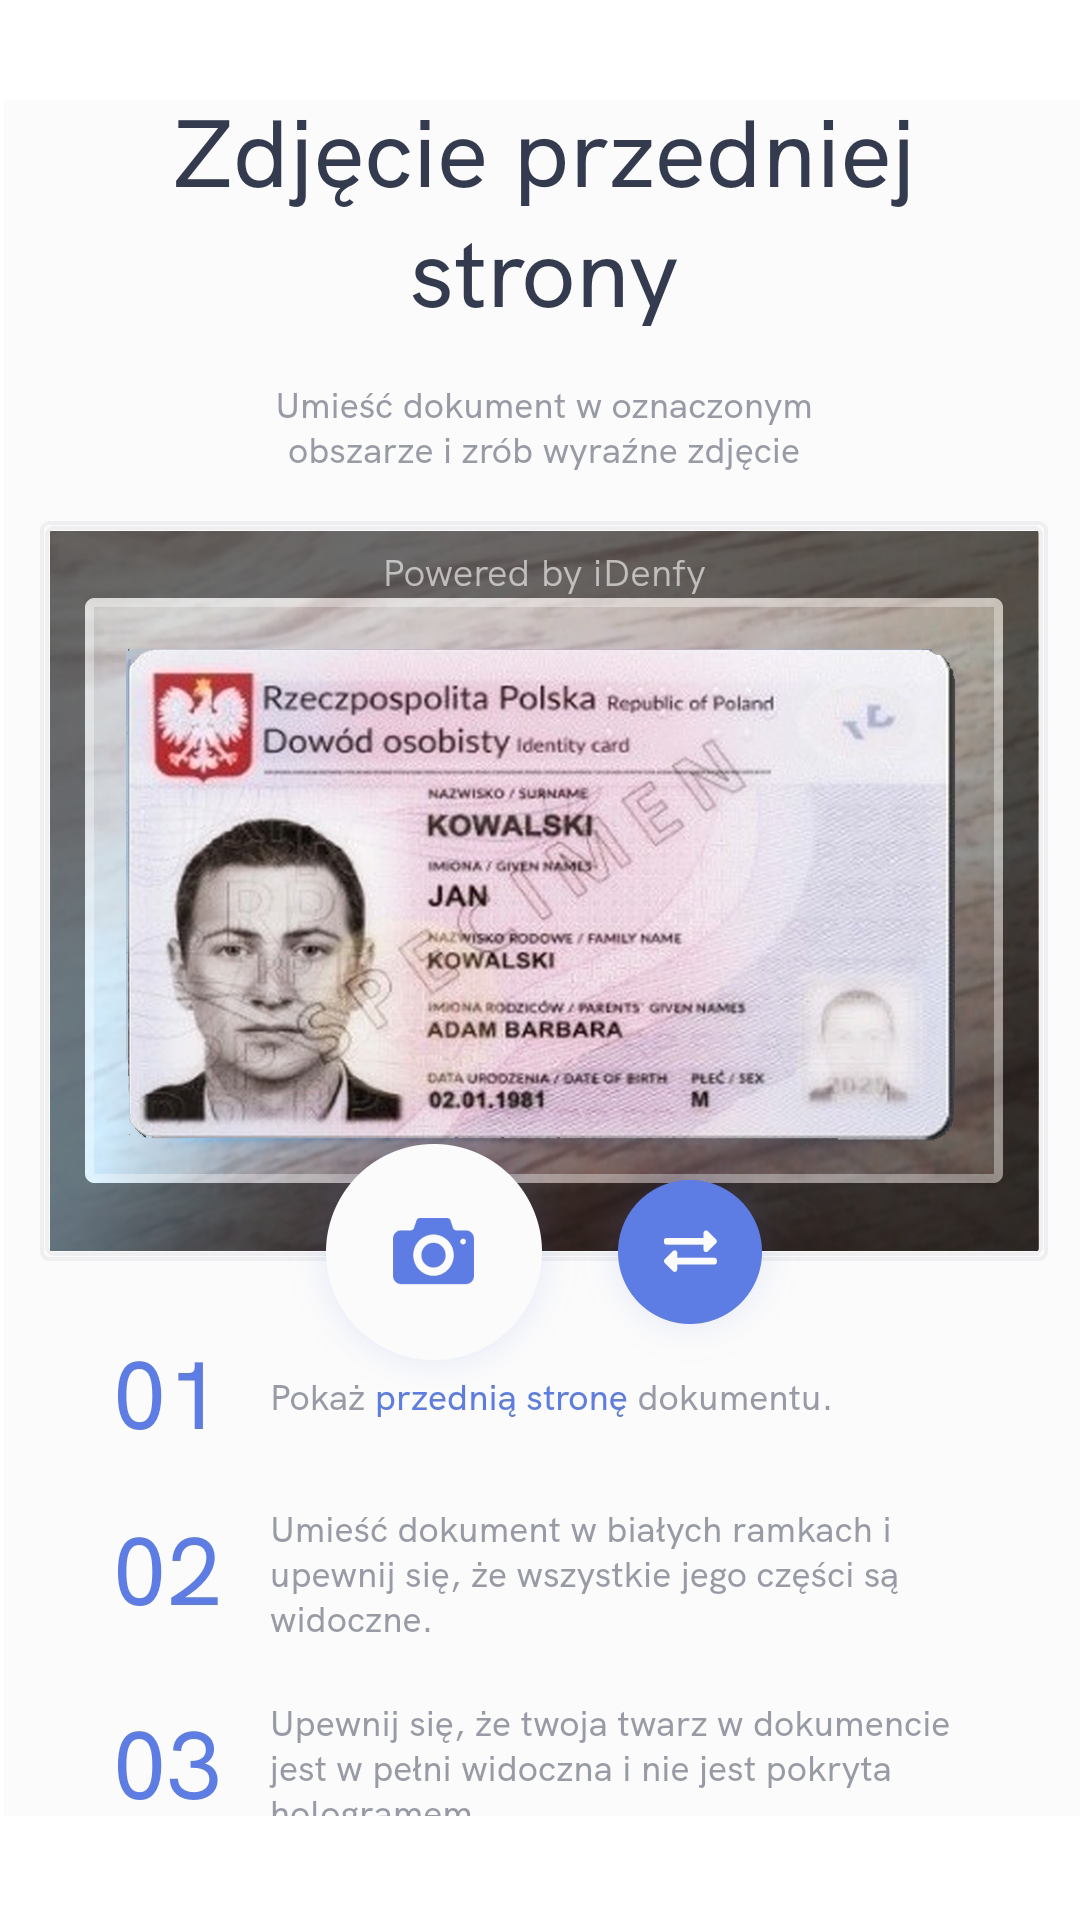 Zdjęcie przedniej
strony
Umieść dokument w oznaczonym
obszarze i zrób wyraźne zdjęcie
Powered by iDenfy
Rzeczpospolita Polska Republic of Poland
Dowód osobisty Identity card
NAZWISKO / SURNAME
KOWALSKI
IMIONA / GIVEN NAMES
JAN
SPECIMEN
NAZWISKO RODOWE / FAMILY NAME
KOWALSKI
IMIONA RODZICÓW / PARENTS' GIVEN NAMES
ADAM BARBARA
DATA URODZENIA / DATE OF BIRTH PŁEĆ / SEX
02.01.1981 M
01 Pokaż przednią stronę dokumentu.
02 Umieść dokument w białych ramkach i
upewnij się, że wszystkie jego części są
widoczne.
03 Upewnij się, że twoja twarz w dokumencie
jest w pełni widoczna i nie jest pokryta
hologramem